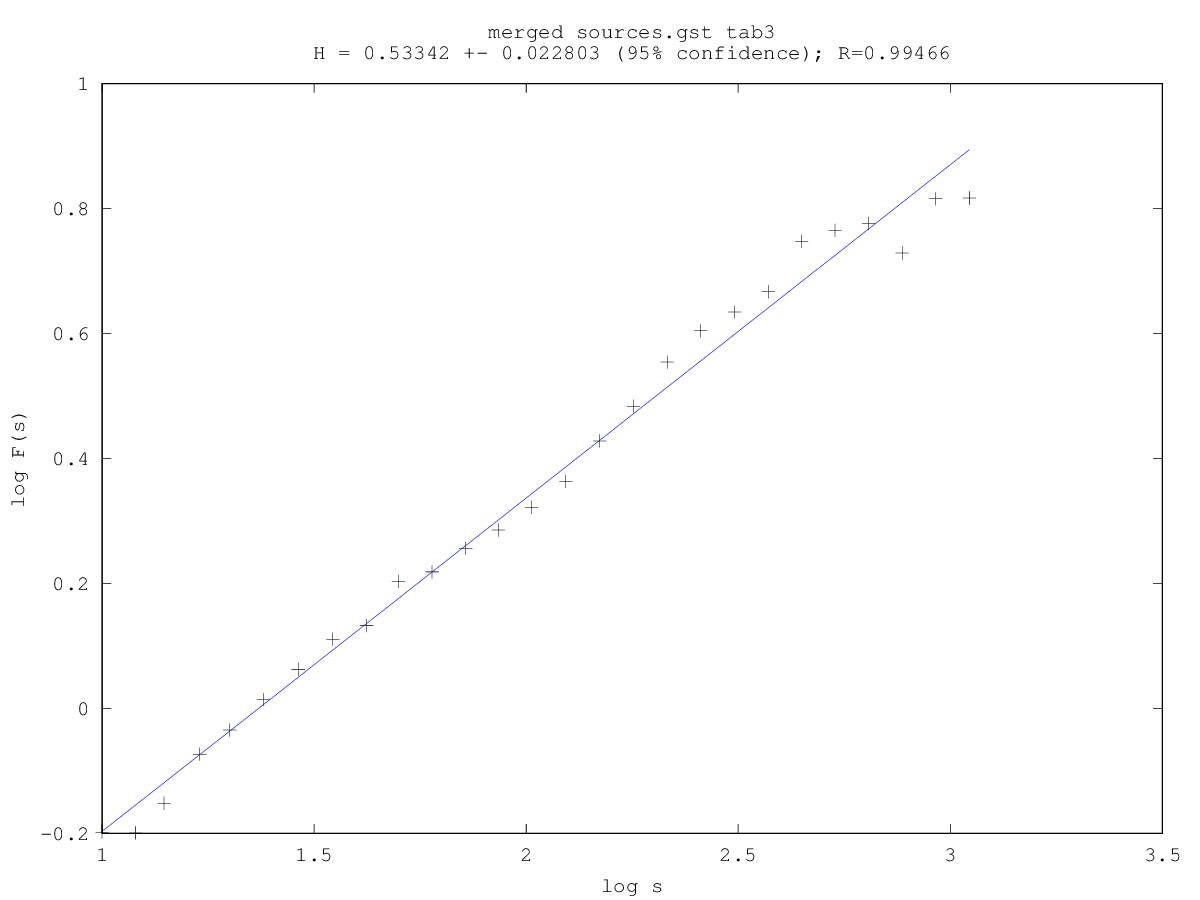 merged sources.gst tab3
H = 0.53342 +- 0.022803 (95% confidence); R=0.99466
1
0.8
0.6
0.4
0.2
0
-0.2
log F(s)
1 1.5 2 2.5 3 3.5
log s